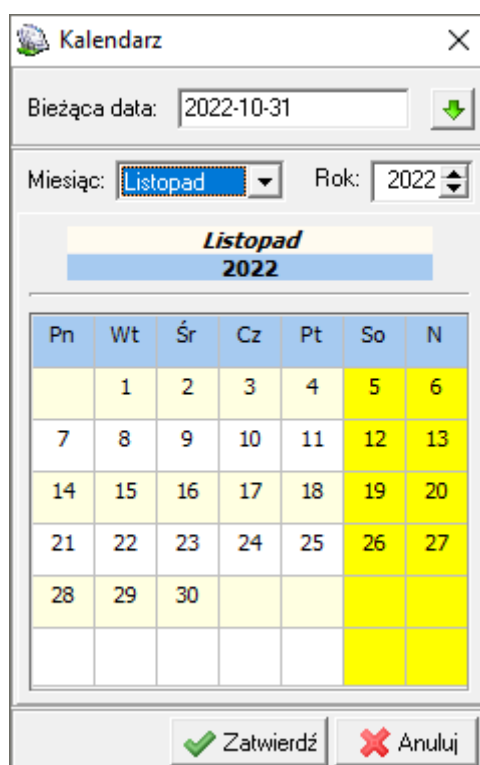 Kalendarz
Bieżąca data: 2022-10-31
Miesiąc: Listopad Rok: 2022
Listopad
2022
Pn Wt Śr Cz Pt So N
1 2 3 4 5 6
7 8 9 10 11 12 13
14 15 16 17 18 19 20
21 22 23 24 25 26 27
28 29 30
Zatwierdź Anuluj